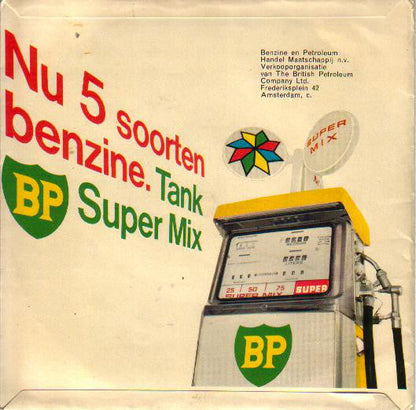 Nu 5 soorten
benzine. Tank
BP Super Mix
Benzine en Petroleum
Handel Maatschappij n.v.
Verkooporganisatie
van The British Petroleum
Company Ltd.
Frederiksplein 42
Amsterdam, c.
SUPER
MIX
LITERS
25 50 75 SUPER
SUPER MIX
BP